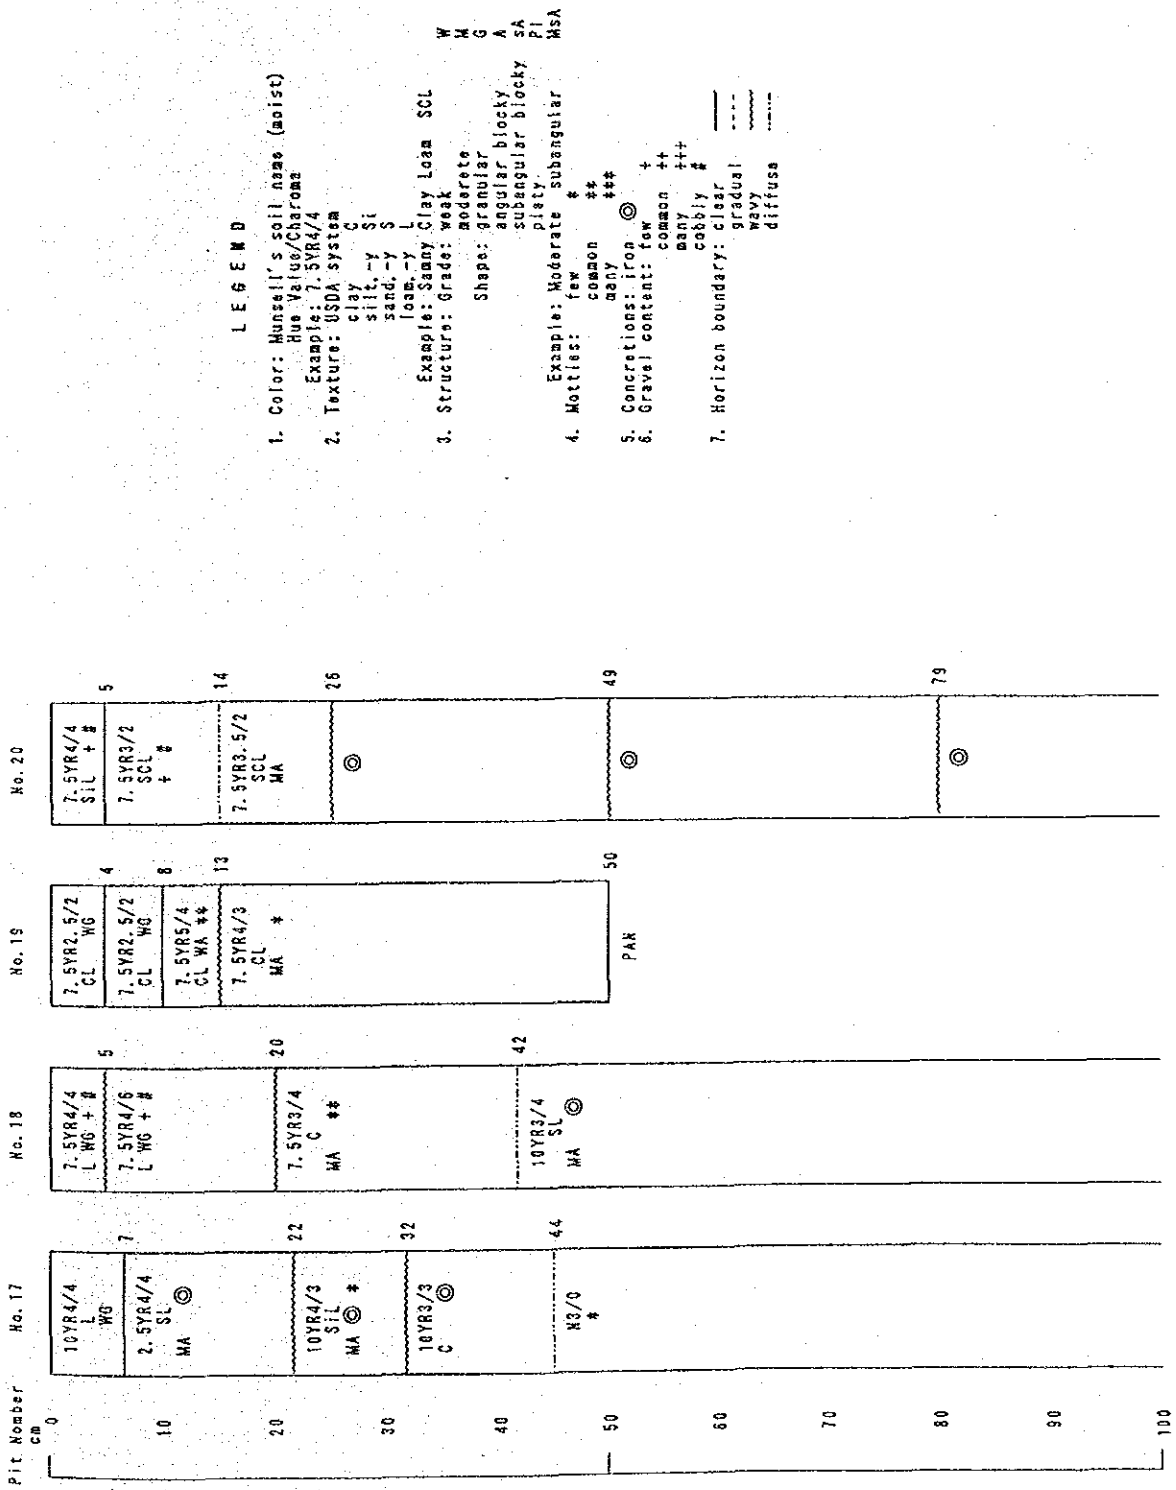 Pit Nomber
cm
0
10
20
30
40
50
60
70
80
90
100
No. 17
10YR4/4
L
WG
7
2.5YR4/4
SL
MA ◎
22
10YR4/3
SiL
MA ◎ *
32
10YR3/3
C ◎
44
N3/0
*
No. 18
7.5YR4/4
L WG + #
5
7.5YR4/6
L WG + #
20
7.5YR3/4
C
MA **
42
10YR3/4
SL
MA ◎
No. 19
7.5YR2.5/2
CL WG
4
7.5YR2.5/2
CL WG
8
7.5YR5/4
CL WA **
13
7.5YR4/3
CL
MA *
50
PAN
No. 20
7.5YR4/4
SiL + #
5
7.5YR3/2
SCL
+ #
14
7.5YR3.5/2
SCL
MA
26
◎
49
◎
79
◎
LEGEND
1. Color: Munsell's soil name (moist)
Hue Value/Charoma
Example: 7.5YR4/4
2. Texture: USDA system
clay C
silt,-y Si
sand,-y S
loam,-y L
Example: Samny Clay Loam SCL
3. Structure: Grade: weak W
moderete M
Shape: granular G
angular blocky A
subangular blocky sA
platy Pl
Example: Moderate subangular MsA
4. Mottles: few *
common **
many ***
5. Concretions: iron ◎
6. Gravel content: few +
common ++
many +++
cobbly #
7. Horizon boundary: clear
gradual
wavy
diffuse